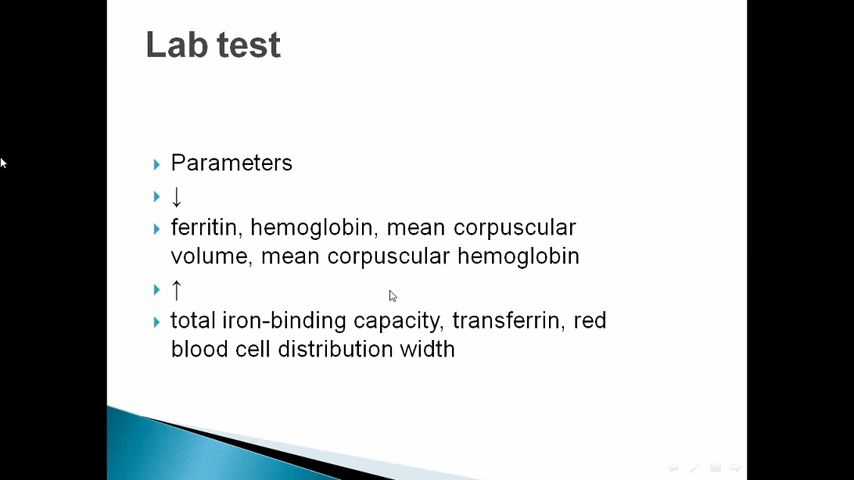 Lab test
Parameters
↓
ferritin, hemoglobin, mean corpuscular
volume, mean corpuscular hemoglobin
↑
total iron-binding capacity, transferrin, red
blood cell distribution width